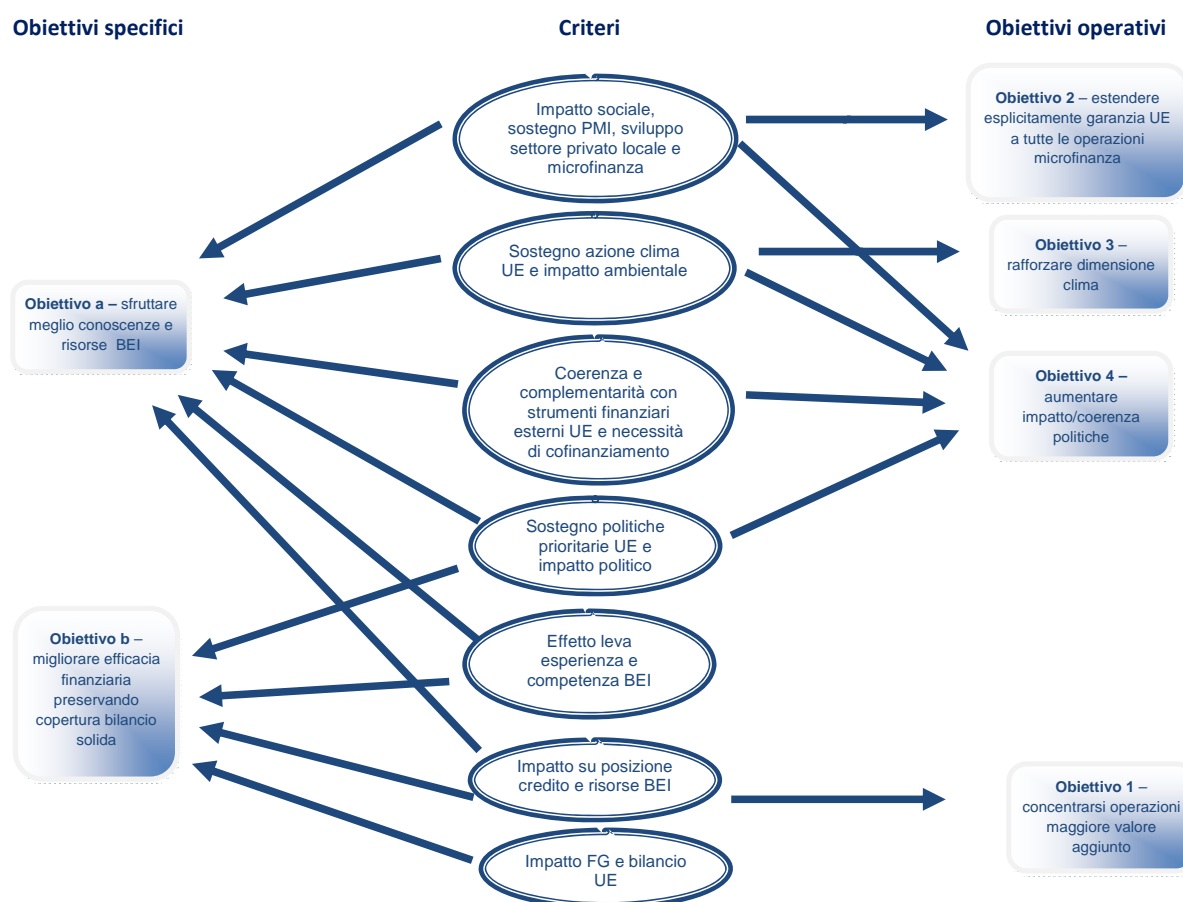 Obiettivi specifici
Criteri
Obiettivi operativi
Impatto sociale,
sostegno PMI, sviluppo
settore privato locale e
microfinanza
Obiettivo 2 – estendere
esplicitamente garanzia UE
a tutte le operazioni
microfinanza
Sostegno azione clima
UE e impatto ambientale
Obiettivo 3 –
rafforzare dimensione
clima
Obiettivo a – sfruttare
meglio conoscenze e
risorse BEI
Coerenza e
complementarità con
strumenti finanziari
esterni UE e necessità
di cofinanziamento
Obiettivo 4 –
aumentare
impatto/coerenza
politiche
Sostegno politiche
prioritarie UE e
impatto politico
Obiettivo b –
migliorare efficacia
finanziaria
preservando
copertura bilancio
solida
Effetto leva
esperienza e
competenza BEI
Impatto su posizione
credito e risorse BEI
Obiettivo 1 –
concentrarsi operazioni
maggiore valore
aggiunto
Impatto FG e bilancio
UE